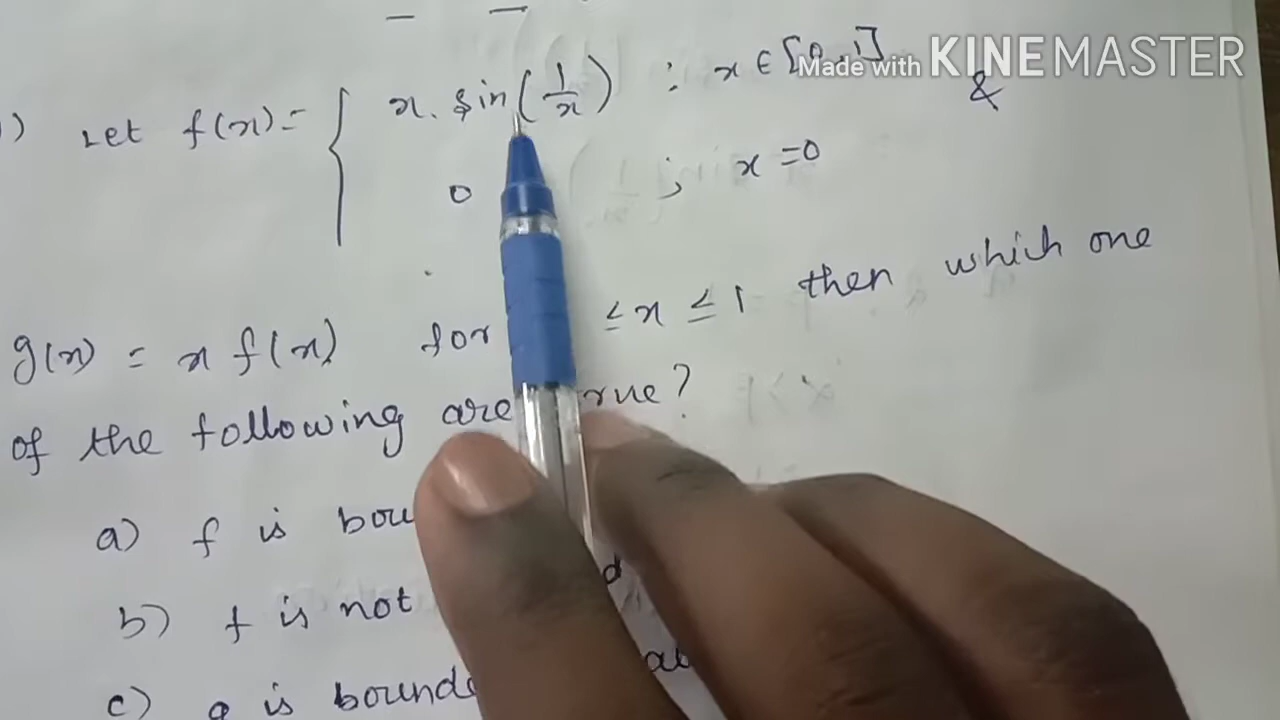 ) Let f(x) = { x. sin(1/x) : x ∈ [0, 1] &
0 ; x = 0
g(x) = x f(x) for ≤ x ≤ 1 then which one
of the following are rue?
a) f is bou
b) f is not d
c) g is bounde
Made with KINEMASTER